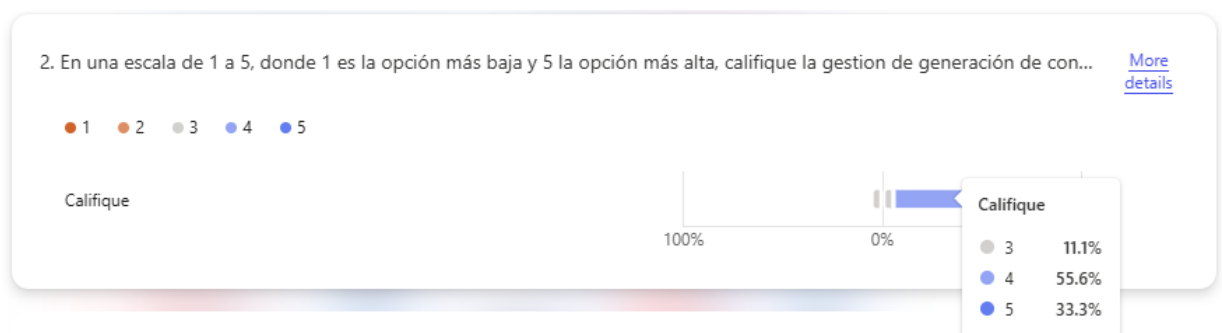 2. En una escala de 1 a 5, donde 1 es la opción más baja y 5 la opción más alta, califique la gestion de generación de con... More
details
1 2 3 4 5
Califique
100% 0%
Califique
3 11.1%
4 55.6%
5 33.3%